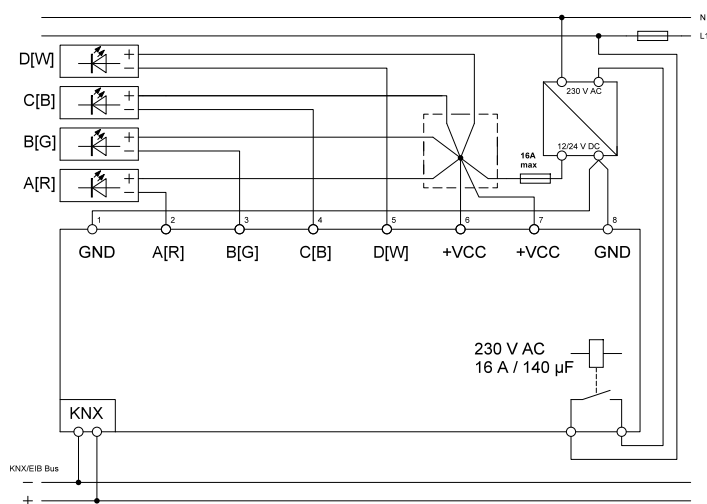 N
L1
D[W]
+
−
C[B]
+
−
B[G]
+
−
A[R]
+
−
230 V AC
12/24 V DC
16A
max
1 2 3 4 5 6 7 8
GND A[R] B[G] C[B] D[W] +VCC +VCC GND
230 V AC
16 A / 140 µF
KNX
KNX/EIB Bus
−
+